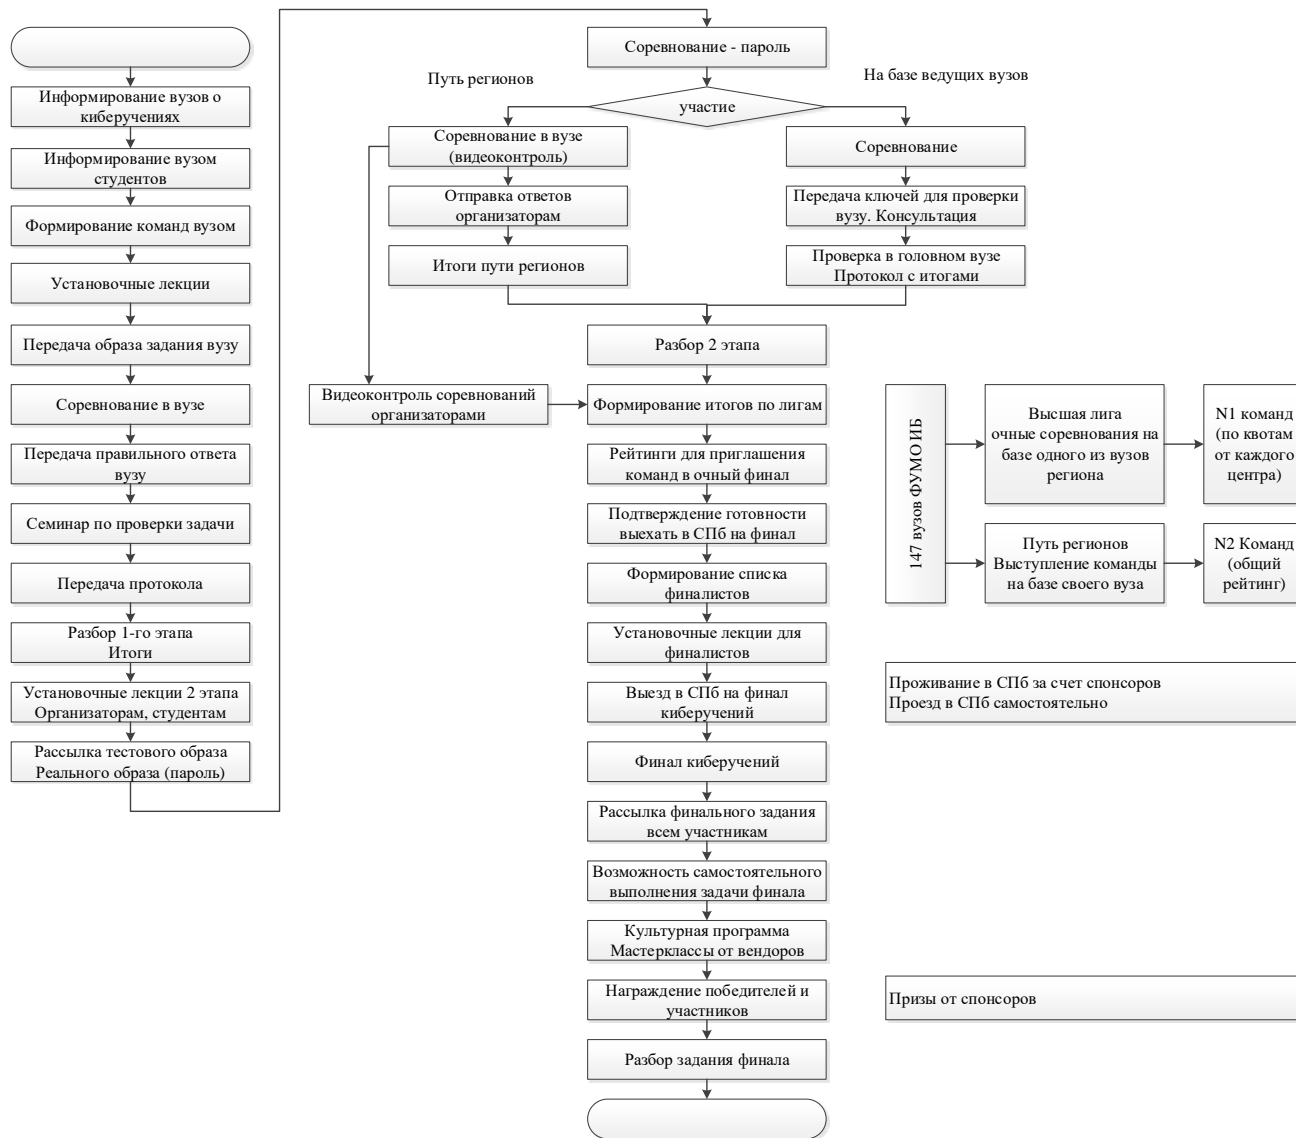 Информирование вузов о
киберучениях
Информирование вузом
студентов
Формирование команд вузом
Установочные лекции
Передача образа задания вузу
Соревнование в вузе
Передача правильного ответа
вузу
Семинар по проверки задачи
Передача протокола
Разбор 1-го этапа
Итоги
Установочные лекции 2 этапа
Организаторам, студентам
Рассылка тестового образа
Реального образа (пароль)
Соревнование - пароль
Путь регионов
На базе ведущих вузов
участие
Соревнование в вузе
(видеоконтроль)
Отправка ответов
организаторам
Итоги пути регионов
Соревнование
Передача ключей для проверки
вузу. Консультация
Проверка в головном вузе
Протокол с итогами
Разбор 2 этапа
Видеоконтроль соревнований
организаторами
Формирование итогов по лигам
Рейтинги для приглашения
команд в очный финал
Подтверждение готовности
выехать в СПб на финал
Формирование списка
финалистов
Установочные лекции для
финалистов
Выезд в СПб на финал
киберучений
Финал киберучений
Рассылка финального задания
всем участникам
Возможность самостоятельного
выполнения задачи финала
Культурная программа
Мастерклассы от вендоров
Награждение победителей и
участников
Разбор задания финала
147 вузов ФУМО ИБ
Высшая лига
очные соревнования на
базе одного из вузов
региона
N1 команд
(по квотам
от каждого
центра)
Путь регионов
Выступление команды
на базе своего вуза
N2 Команд
(общий
рейтинг)
Проживание в СПб за счет спонсоров
Проезд в СПб самостоятельно
Призы от спонсоров